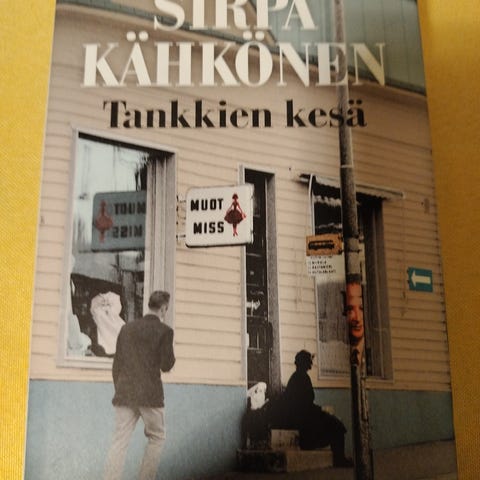 SIRPA
KÄHKÖNEN
Tankkien kesä
MUOT
MISS